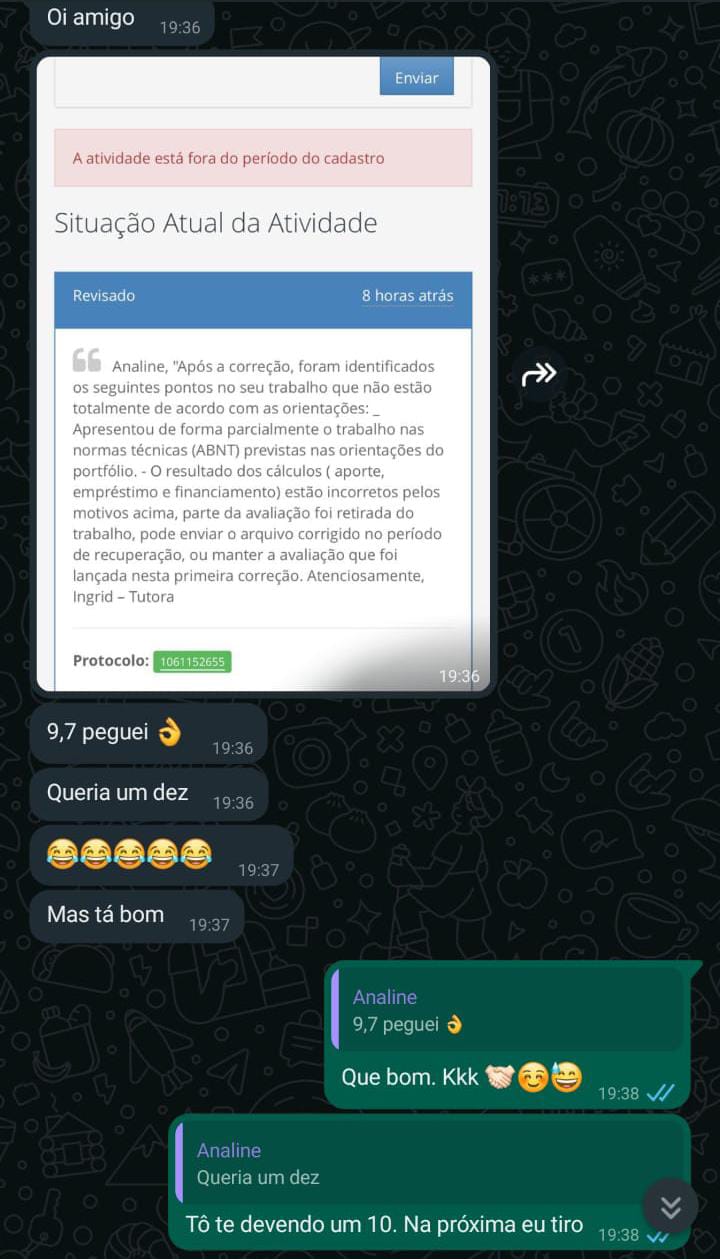 Oi amigo 19:36
Enviar
A atividade está fora do período do cadastro
Situação Atual da Atividade
Revisado 8 horas atrás
Analine, "Após a correção, foram identificados
os seguintes pontos no seu trabalho que não estão
totalmente de acordo com as orientações: _
Apresentou de forma parcialmente o trabalho nas
normas técnicas (ABNT) previstas nas orientações do
portfólio. - O resultado dos cálculos ( aporte,
empréstimo e financiamento) estão incorretos pelos
motivos acima, parte da avaliação foi retirada do
trabalho, pode enviar o arquivo corrigido no período
de recuperação, ou manter a avaliação que foi
lançada nesta primeira correção. Atenciosamente,
Ingrid – Tutora
Protocolo: 1061152655
19:36
9,7 peguei 👌 19:36
Queria um dez 19:36
😂😂😂😂😂 19:37
Mas tá bom 19:37
Analine
9,7 peguei 👌
Que bom. Kkk 🤝☺️😅 19:38
Analine
Queria um dez
Tô te devendo um 10. Na próxima eu tiro 19:38